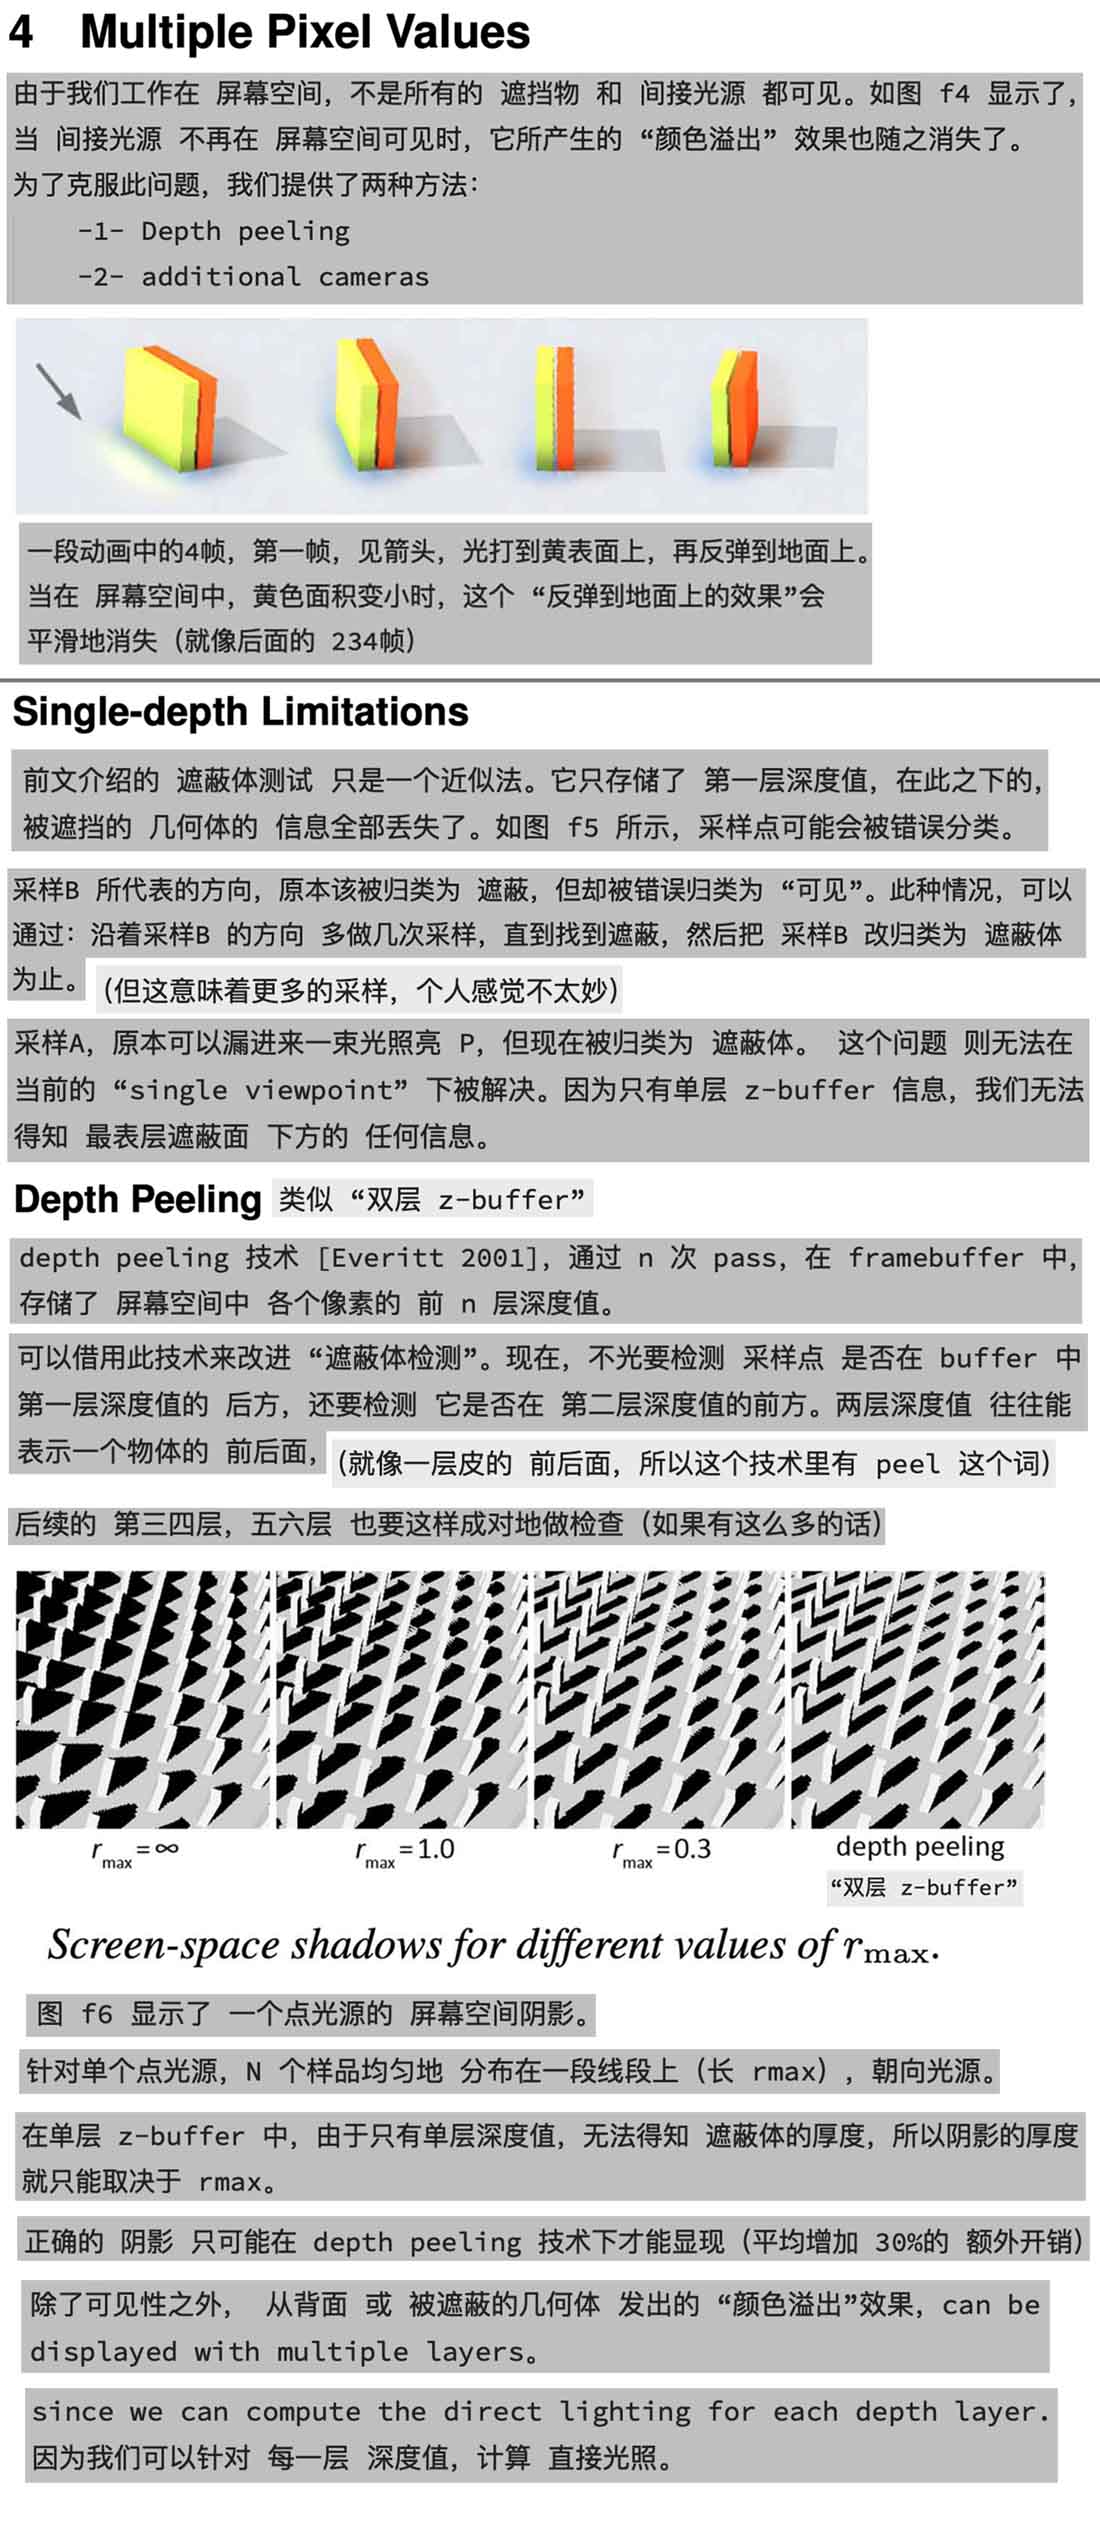 4 Multiple Pixel Values
由于我们工作在 屏幕空间，不是所有的 遮挡物 和 间接光源 都可见。如图 f4 显示了，
当 间接光源 不再在 屏幕空间可见时，它所产生的 “颜色溢出” 效果也随之消失了。
为了克服此问题，我们提供了两种方法：
-1- Depth peeling
-2- additional cameras
一段动画中的4帧，第一帧，见箭头，光打到黄表面上，再反弹到地面上。
当在 屏幕空间中，黄色面积变小时，这个 “反弹到地面上的效果”会
平滑地消失（就像后面的 234帧）
Single-depth Limitations
前文介绍的 遮蔽体测试 只是一个近似法。它只存储了 第一层深度值，在此之下的，
被遮挡的 几何体的 信息全部丢失了。如图 f5 所示，采样点可能会被错误分类。
采样B 所代表的方向，原本该被归类为 遮蔽，但却被错误归类为 “可见”。此种情况，可以
通过：沿着采样B 的方向 多做几次采样，直到找到遮蔽，然后把 采样B 改归类为 遮蔽体
为止。 （但这意味着更多的采样，个人感觉不太妙）
采样A，原本可以漏进来一束光照亮 P，但现在被归类为 遮蔽体。 这个问题 则无法在
当前的 “single viewpoint” 下被解决。因为只有单层 z-buffer 信息，我们无法
得知 最表层遮蔽面 下方的 任何信息。
Depth Peeling 类似 “双层 z-buffer”
depth peeling 技术 [Everitt 2001]，通过 n 次 pass，在 framebuffer 中，
存储了 屏幕空间中 各个像素的 前 n 层深度值。
可以借用此技术来改进 “遮蔽体检测”。现在，不光要检测 采样点 是否在 buffer 中
第一层深度值的 后方，还要检测 它是否在 第二层深度值的前方。两层深度值 往往能
表示一个物体的 前后面， （就像一层皮的 前后面，所以这个技术里有 peel 这个词）
后续的 第三四层，五六层 也要这样成对地做检查（如果有这么多的话）
rmax=∞ rmax=1.0 rmax=0.3 depth peeling
“双层 z-buffer”
Screen-space shadows for different values of rmax.
图 f6 显示了 一个点光源的 屏幕空间阴影。
针对单个点光源，N 个样品均匀地 分布在一段线段上（长 rmax），朝向光源。
在单层 z-buffer 中，由于只有单层深度值，无法得知 遮蔽体的厚度，所以阴影的厚度
就只能取决于 rmax。
正确的 阴影 只可能在 depth peeling 技术下才能显现（平均增加 30%的 额外开销）
除了可见性之外， 从背面 或 被遮蔽的几何体 发出的 “颜色溢出”效果，can be
displayed with multiple layers。
since we can compute the direct lighting for each depth layer.
因为我们可以针对 每一层 深度值，计算 直接光照。